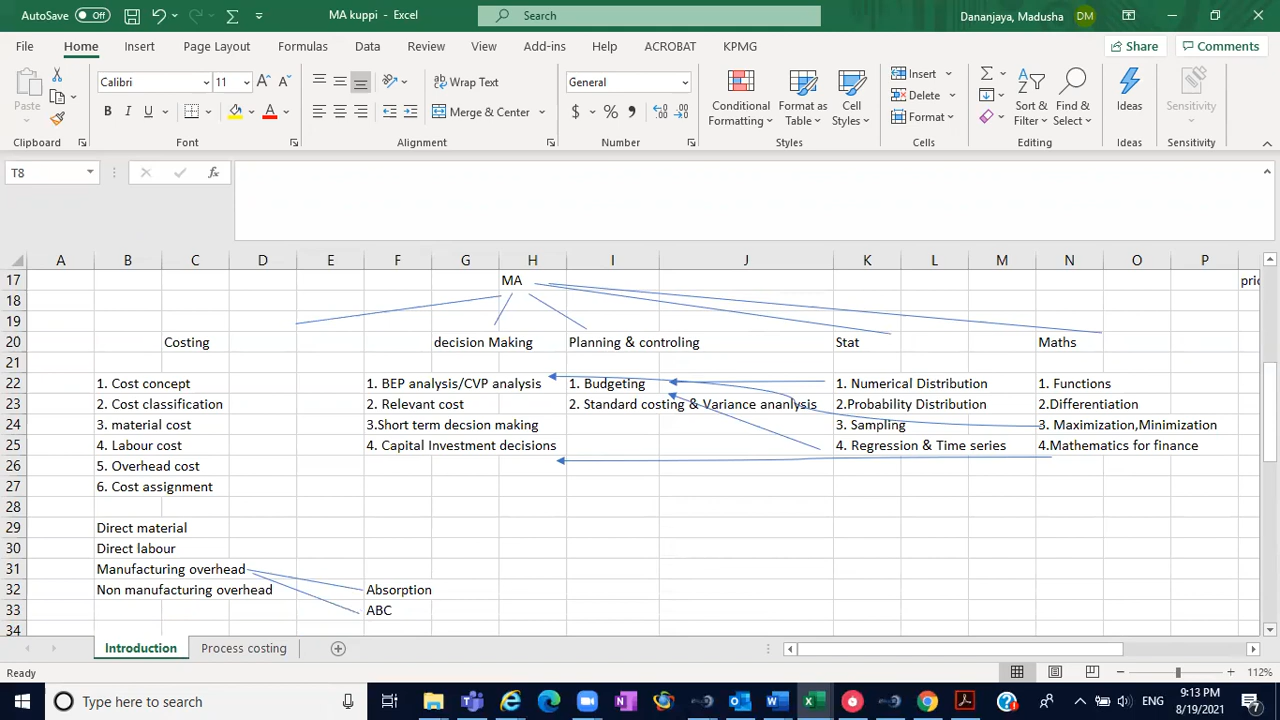 AutoSave Off MA kuppi - Excel Search Dananjaya, Madusha DM
File Home Insert Page Layout Formulas Data Review View Add-ins Help ACROBAT KPMG Share Comments
Paste Calibri 11 Wrap Text General Insert
B I U Merge & Center $ % Conditional Formatting Format as Table Cell Styles Delete Sort & Filter Find & Select Ideas Sensitivity
Format
Clipboard Font Alignment Number Styles Cells Editing Ideas Sensitivity
T8 fx
A B C D E F G H I J K L M N O P
17 MA pric
18
19
20 Costing decision Making Planning & controling Stat Maths
21
22 1. Cost concept 1. BEP analysis/CVP analysis 1. Budgeting 1. Numerical Distribution 1. Functions
23 2. Cost classification 2. Relevant cost 2. Standard costing & Variance ananlysis 2.Probability Distribution 2.Differentiation
24 3. material cost 3.Short term decsion making 3. Sampling 3. Maximization,Minimization
25 4. Labour cost 4. Capital Investment decisions 4. Regression & Time series 4.Mathematics for finance
26 5. Overhead cost
27 6. Cost assignment
28
29 Direct material
30 Direct labour
31 Manufacturing overhead
32 Non manufacturing overhead Absorption
33 ABC
34
Introduction Process costing
Ready 112%
Type here to search ENG 9:13 PM
8/19/2021 7